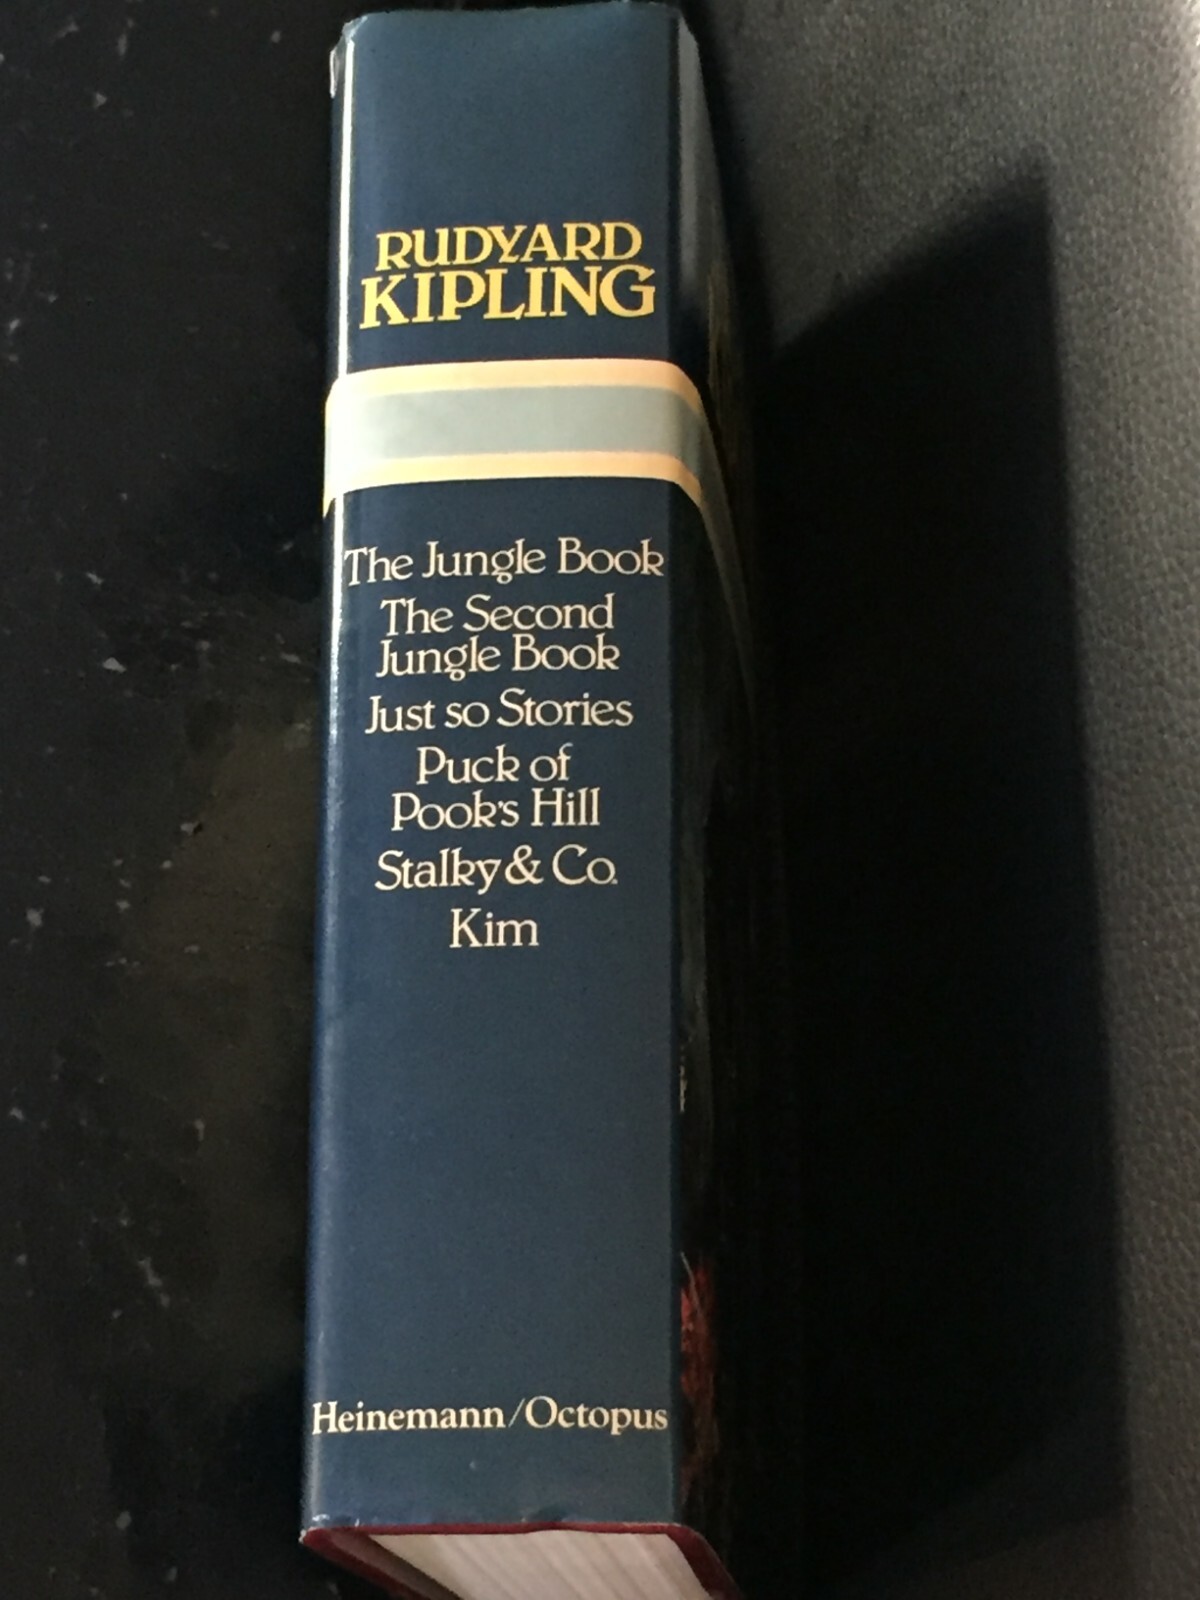 RUDYARD
KIPLING
The Jungle Book
The Second
Jungle Book
Just so Stories
Puck of
Pook's Hill
Stalky & Co.
Kim
Heinemann/Octopus